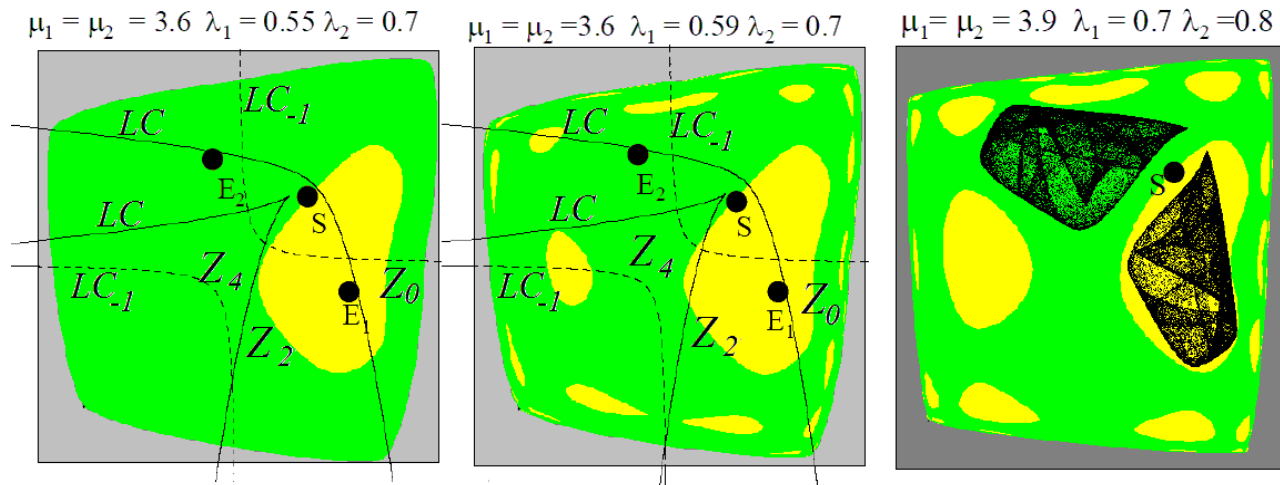 μ₁ = μ₂ = 3.6 λ₁ = 0.55 λ₂ = 0.7
LC₋₁
LC
E₂
S
LC
Z₄
LC₋₁
Z₀
E₁
Z₂
μ₁ = μ₂ =3.6 λ₁ = 0.59 λ₂ = 0.7
LC
LC₋₁
E₂
LC
S
Z₄
E₁
Z₀
Z₂
μ₁= μ₂ = 3.9 λ₁ = 0.7 λ₂ =0.8
S